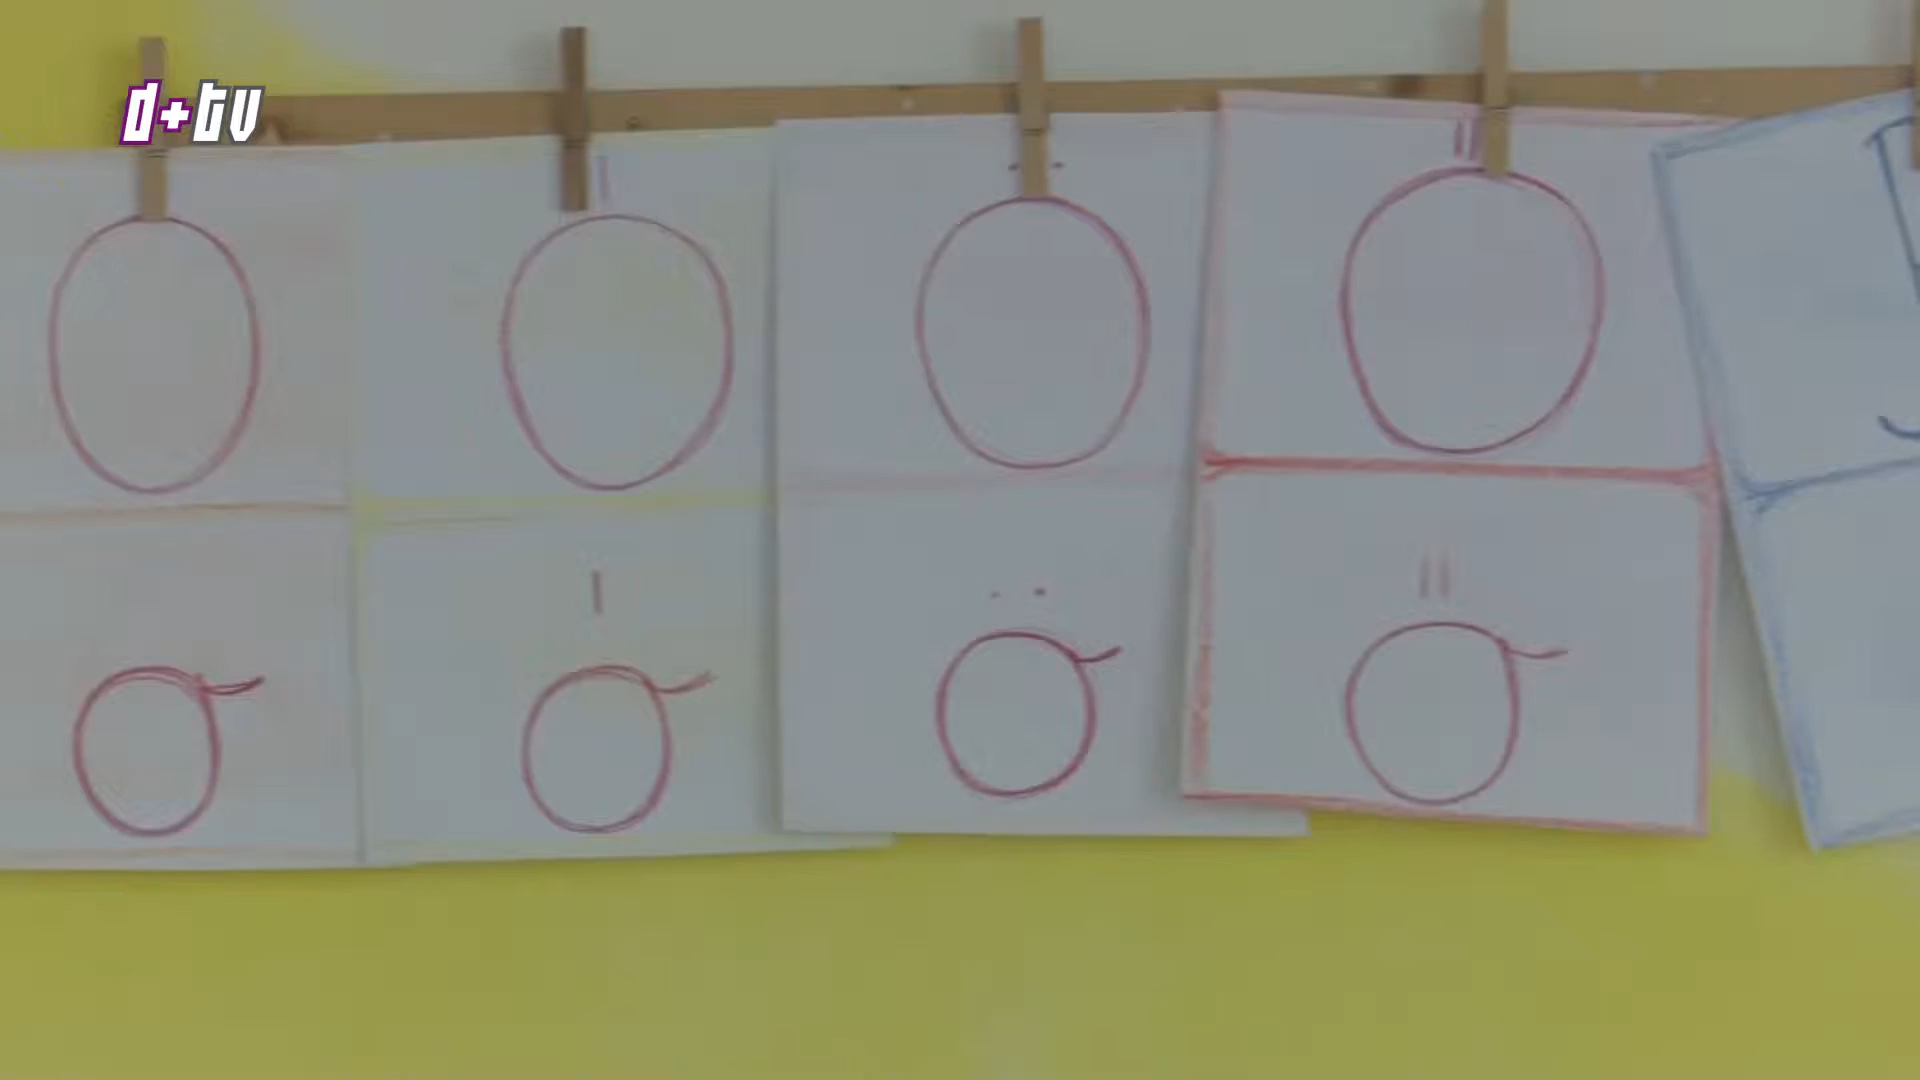 d+tv
O Ó Ö Ő
o ó ö ő